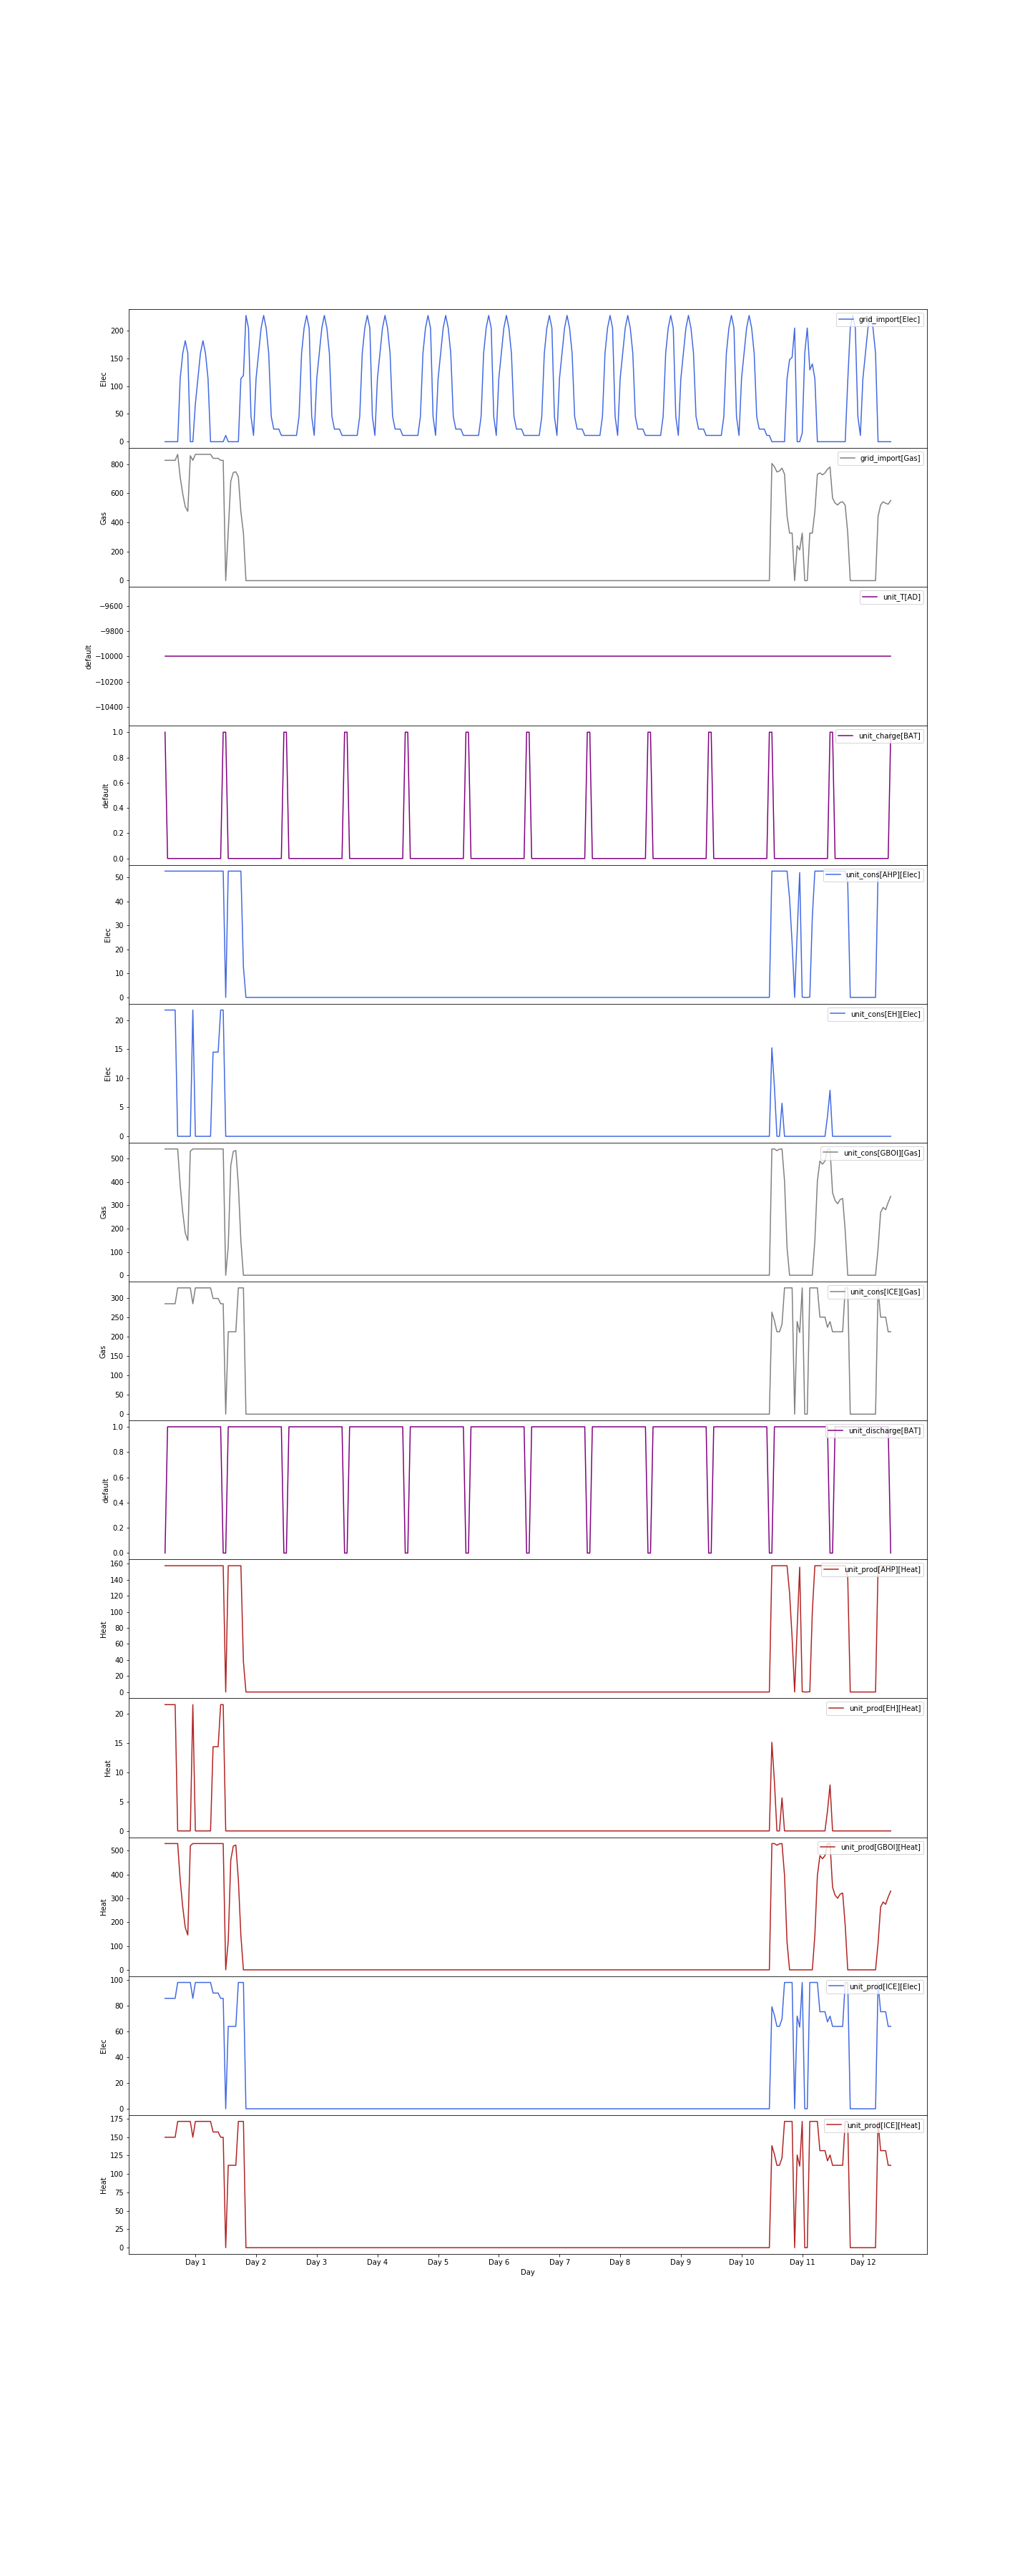 grid_import[Elec]
200
150
100
50
0
Elec
grid_import[Gas]
800
600
400
200
0
Gas
unit_T[AD]
−9600
−9800
−10000
−10200
−10400
default
unit_charge[BAT]
1.0
0.8
0.6
0.4
0.2
0.0
default
unit_cons[AHP][Elec]
50
40
30
20
10
0
Elec
unit_cons[EH][Elec]
20
15
10
5
0
Elec
unit_cons[GBOI][Gas]
500
400
300
200
100
0
Gas
unit_cons[ICE][Gas]
300
250
200
150
100
50
0
Gas
unit_discharge[BAT]
1.0
0.8
0.6
0.4
0.2
0.0
default
unit_prod[AHP][Heat]
160
140
120
100
80
60
40
20
0
Heat
unit_prod[EH][Heat]
20
15
10
5
0
Heat
unit_prod[GBOI][Heat]
500
400
300
200
100
0
Heat
unit_prod[ICE][Elec]
100
80
60
40
20
0
Elec
unit_prod[ICE][Heat]
175
150
125
100
75
50
25
0
Heat
Day 1 Day 2 Day 3 Day 4 Day 5 Day 6 Day 7 Day 8 Day 9 Day 10 Day 11 Day 12
Day